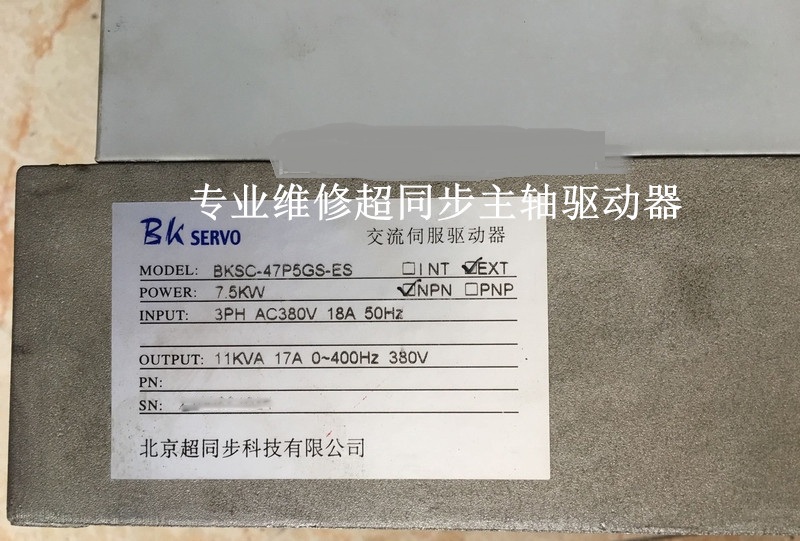 专业维修超同步主轴驱动器
BK SERVO 交流伺服驱动器
MODEL: BKSC-47P5GS-ES □INT ☑EXT
POWER: 7.5KW ☑NPN □PNP
INPUT: 3PH AC380V 18A 50Hz
OUTPUT: 11KVA 17A 0~400Hz 380V
PN:
SN:
北京超同步科技有限公司